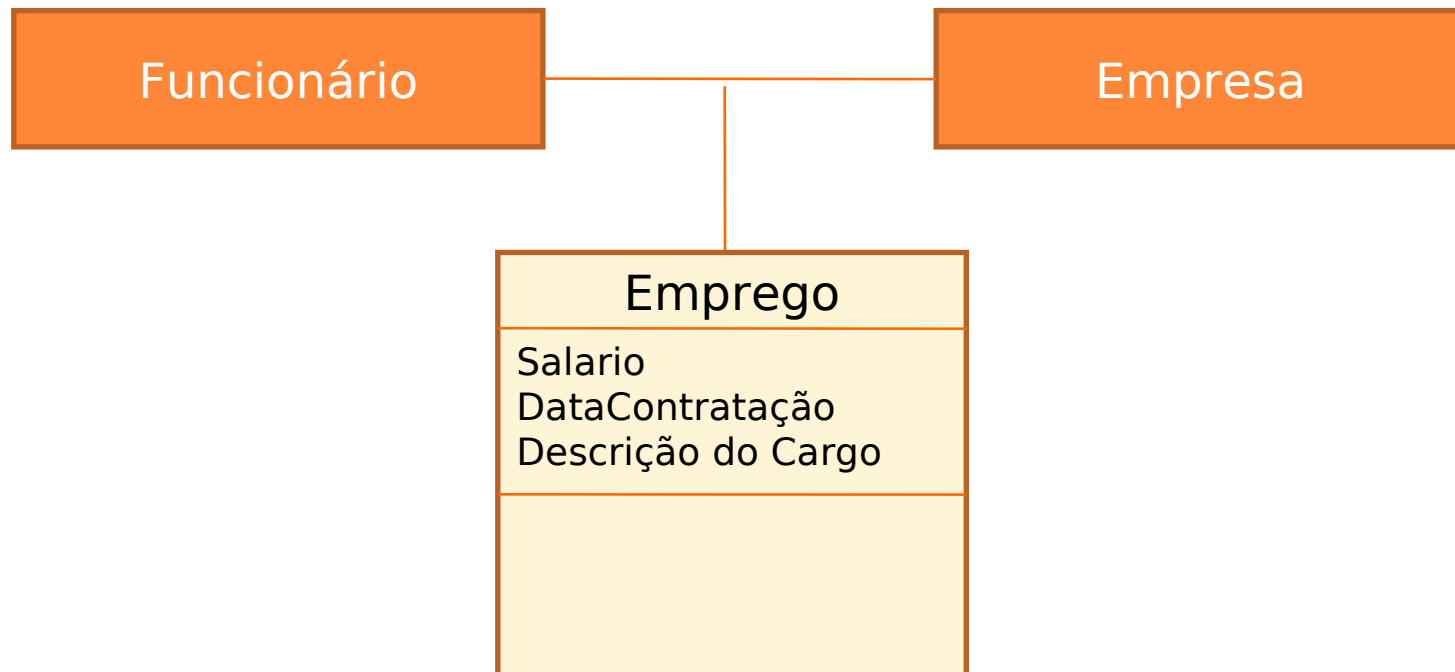 Funcionário
Empresa
Emprego
Salario
DataContratação
Descrição do Cargo